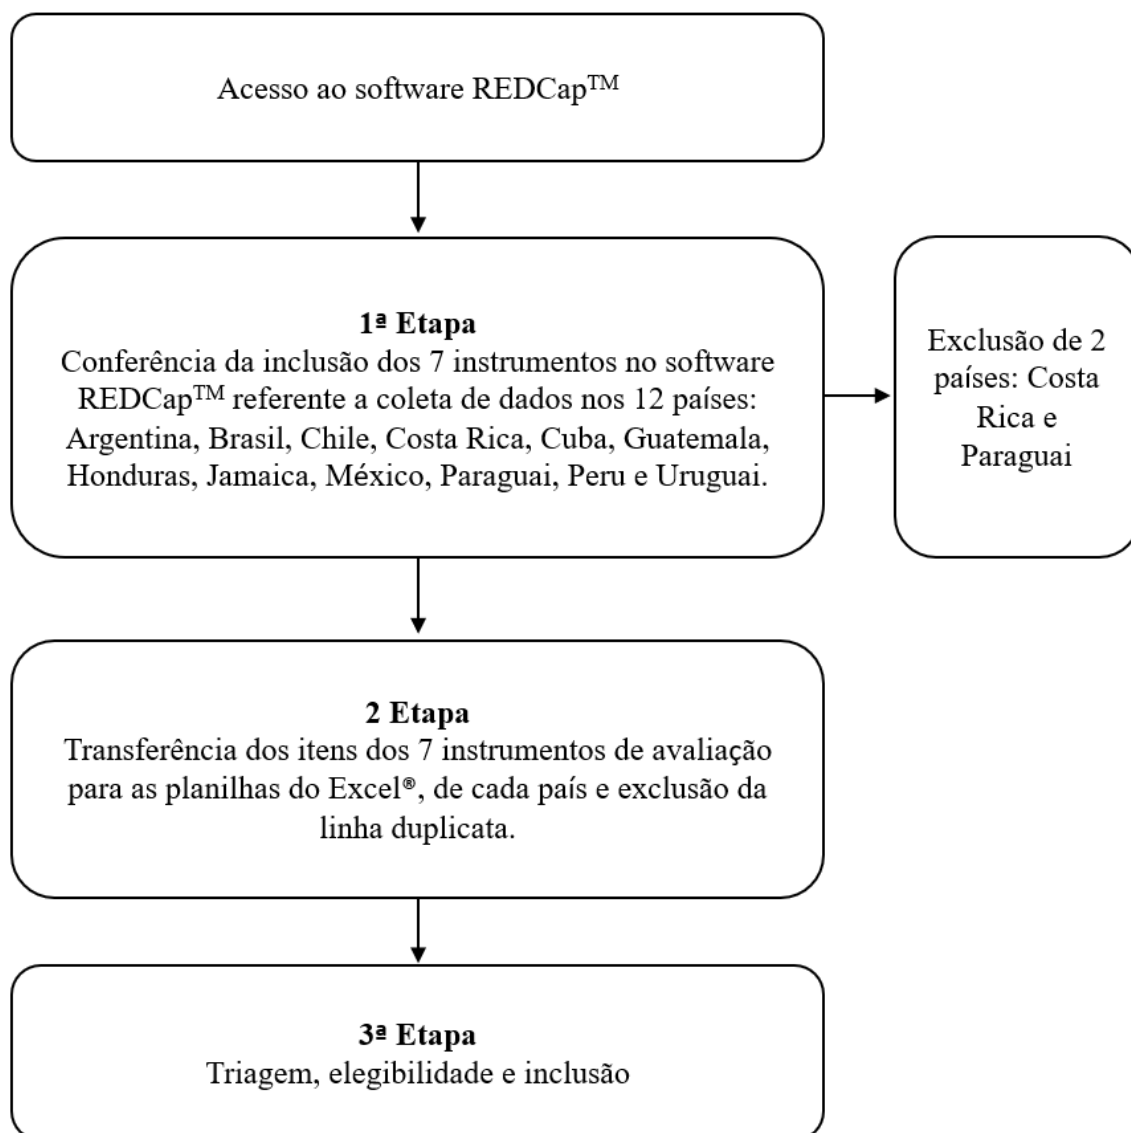 Acesso ao software REDCap™
1ª Etapa
Conferência da inclusão dos 7 instrumentos no software
REDCap™ referente a coleta de dados nos 12 países:
Argentina, Brasil, Chile, Costa Rica, Cuba, Guatemala,
Honduras, Jamaica, México, Paraguai, Peru e Uruguai.
Exclusão de 2
países: Costa
Rica e
Paraguai
2 Etapa
Transferência dos itens dos 7 instrumentos de avaliação
para as planilhas do Excel®, de cada país e exclusão da
linha duplicata.
3ª Etapa
Triagem, elegibilidade e inclusão